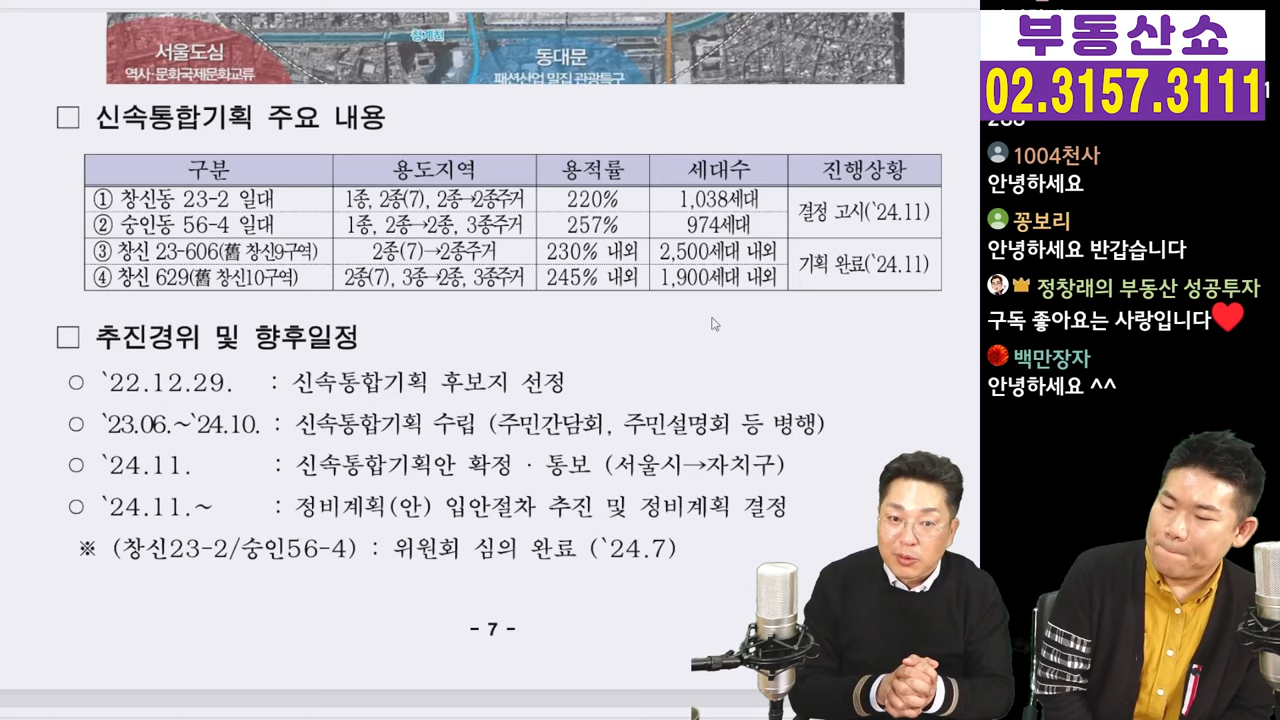 청계천
서울도심
역사·문화국제문화교류
동대문
패션산업 밀집 관광특구
□ 신속통합기획 주요 내용
구분 용도지역 용적률 세대수 진행상황
① 창신동 23-2 일대 1종, 2종(7), 2종→2종주거 220% 1,038세대 결정 고시(`24.11)
② 숭인동 56-4 일대 1종, 2종→2종, 3종주거 257% 974세대
③ 창신 23-606(舊 창신9구역) 2종(7)→2종주거 230% 내외 2,500세대 내외 기획 완료(`24.11)
④ 창신 629(舊 창신10구역) 2종(7), 3종→2종, 3종주거 245% 내외 1,900세대 내외
□ 추진경위 및 향후일정
○ `22.12.29. : 신속통합기획 후보지 선정
○ `23.06.~`24.10. : 신속통합기획 수립 (주민간담회, 주민설명회 등 병행)
○ `24.11. : 신속통합기획안 확정 · 통보 (서울시→자치구)
○ `24.11.~ : 정비계획(안) 입안절차 추진 및 정비계획 결정
※ (창신23-2/숭인56-4) : 위원회 심의 완료 (`24.7)
- 7 -
부동산쇼
02.3157.3111
1004천사
안녕하세요
꽁보리
안녕하세요 반갑습니다
정창래의 부동산 성공투자
구독 좋아요는 사랑입니다❤️
백만장자
안녕하세요 ^^